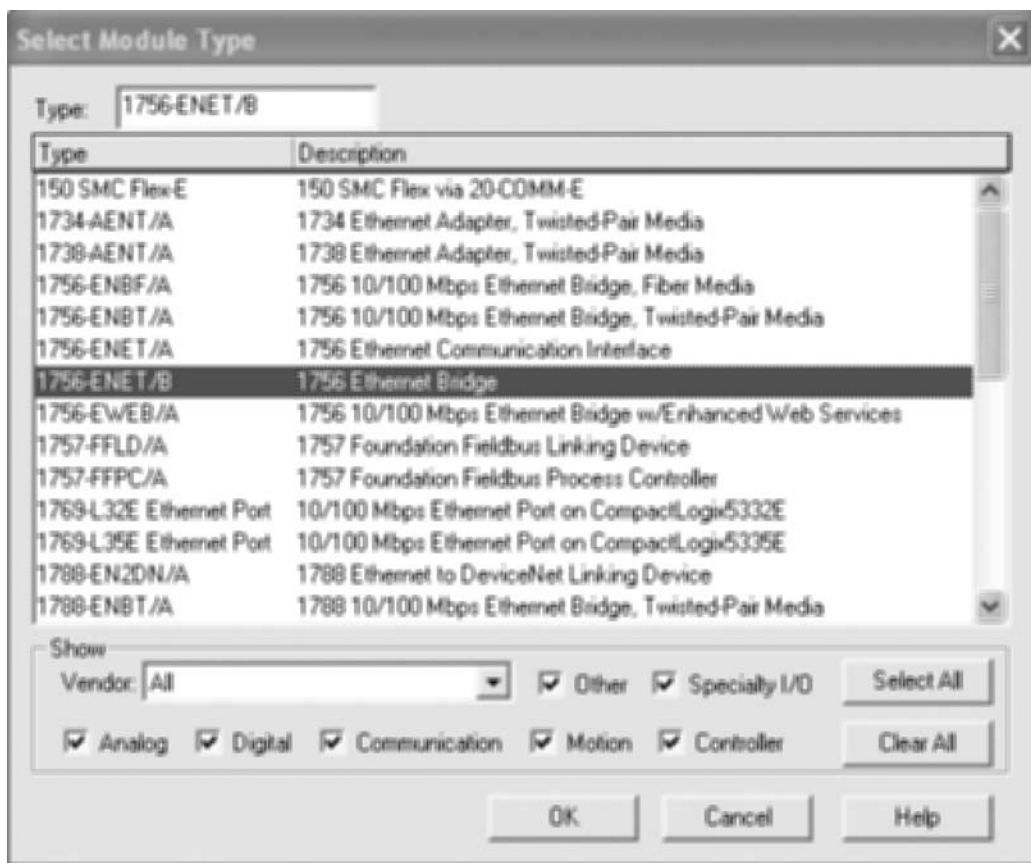 Select Module Type
Type: 1756-ENET/B
Type Description
150 SMC Flex-E 150 SMC Flex via 20-COMM-E
1734-AENT/A 1734 Ethernet Adapter, Twisted-Pair Media
1738-AENT/A 1738 Ethernet Adapter, Twisted-Pair Media
1756-ENBF/A 1756 10/100 Mbps Ethernet Bridge, Fiber Media
1756-ENBT/A 1756 10/100 Mbps Ethernet Bridge, Twisted-Pair Media
1756-ENET/A 1756 Ethernet Communication Interface
1756-ENET/B 1756 Ethernet Bridge
1756-EWEB/A 1756 10/100 Mbps Ethernet Bridge w/Enhanced Web Services
1757-FFLD/A 1757 Foundation Fieldbus Linking Device
1757-FFPC/A 1757 Foundation Fieldbus Process Controller
1769-L32E Ethernet Port 10/100 Mbps Ethernet Port on CompactLogix5332E
1769-L35E Ethernet Port 10/100 Mbps Ethernet Port on CompactLogix5335E
1788-EN2DN/A 1788 Ethernet to DeviceNet Linking Device
1788-ENBT/A 1788 10/100 Mbps Ethernet Bridge, Twisted-Pair Media
Show
Vendor: All Other Specialty I/O Select All
Analog Digital Communication Motion Controller Clear All
OK Cancel Help